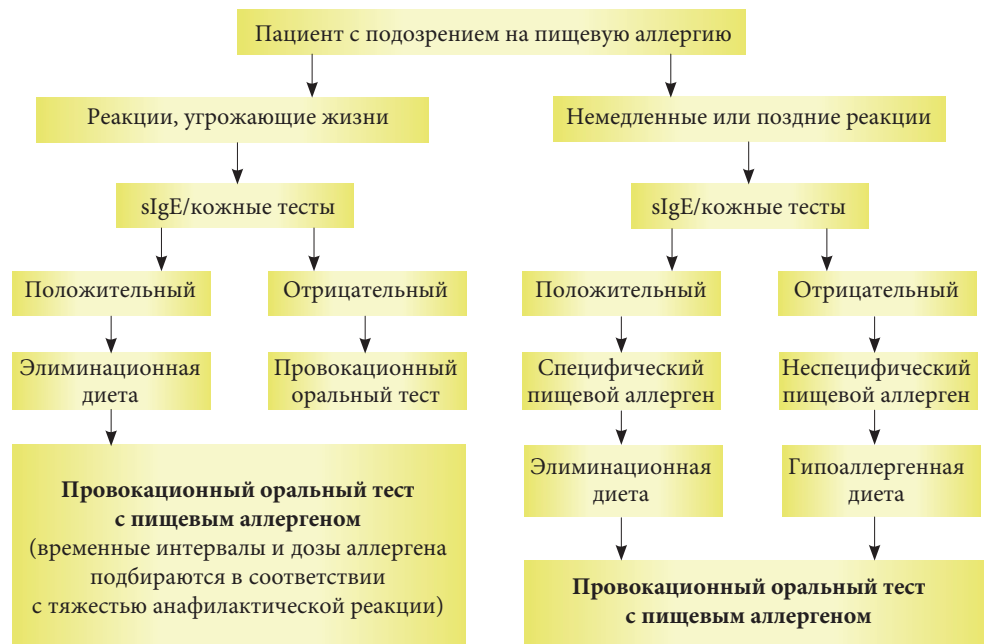 Пациент с подозрением на пищевую аллергию
Реакции, угрожающие жизни
Немедленные или поздние реакции
sIgE/кожные тесты
sIgE/кожные тесты
Положительный
Отрицательный
Положительный
Отрицательный
Элиминационная
диета
Провокационный
оральный тест
Специфический
пищевой аллерген
Неспецифический
пищевой аллерген
Провокационный оральный тест
с пищевым аллергеном
(временные интервалы и дозы аллергена
подбираются в соответствии
с тяжестью анафилактической реакции)
Элиминационная
диета
Гипоаллергенная
диета
Провокационный оральный тест
с пищевым аллергеном